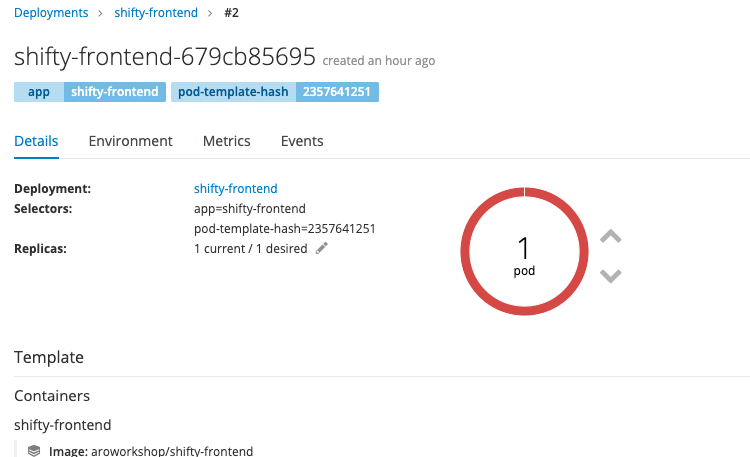 Deployments > shifty-frontend > #2
shifty-frontend-679cb85695 created an hour ago
app shifty-frontend pod-template-hash 2357641251
Details Environment Metrics Events
Deployment: shifty-frontend
Selectors: app=shifty-frontend
pod-template-hash=2357641251
Replicas: 1 current / 1 desired
1
pod
Template
Containers
shifty-frontend
Image: aroworkshop/shifty-frontend